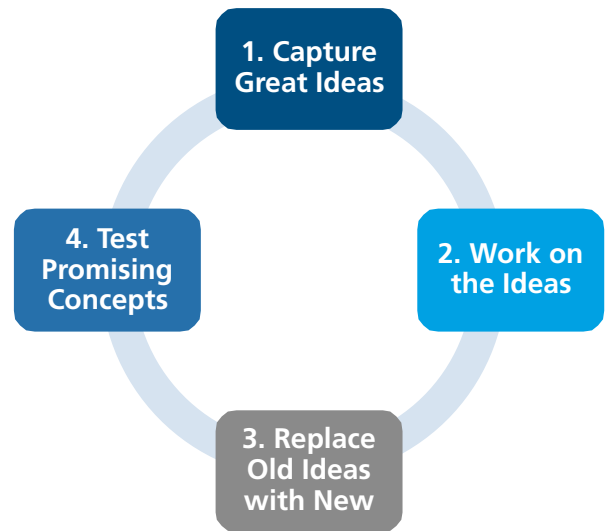 1. Capture
Great Ideas
2. Work on
the Ideas
3. Replace
Old Ideas
with New
4. Test
Promising
Concepts